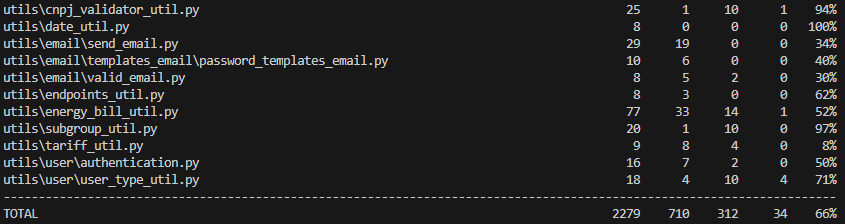 utils\cnpj_validator_util.py 25 1 10 1 94%
utils\date_util.py 8 0 0 0 100%
utils\email\send_email.py 29 19 0 0 34%
utils\email\templates_email\password_templates_email.py 10 6 0 0 40%
utils\email\valid_email.py 8 5 2 0 30%
utils\endpoints_util.py 8 3 0 0 62%
utils\energy_bill_util.py 77 33 14 1 52%
utils\subgroup_util.py 20 1 10 0 97%
utils\tariff_util.py 9 8 4 0 8%
utils\user\authentication.py 16 7 2 0 50%
utils\user\user_type_util.py 18 4 10 4 71%
TOTAL 2279 710 312 34 66%